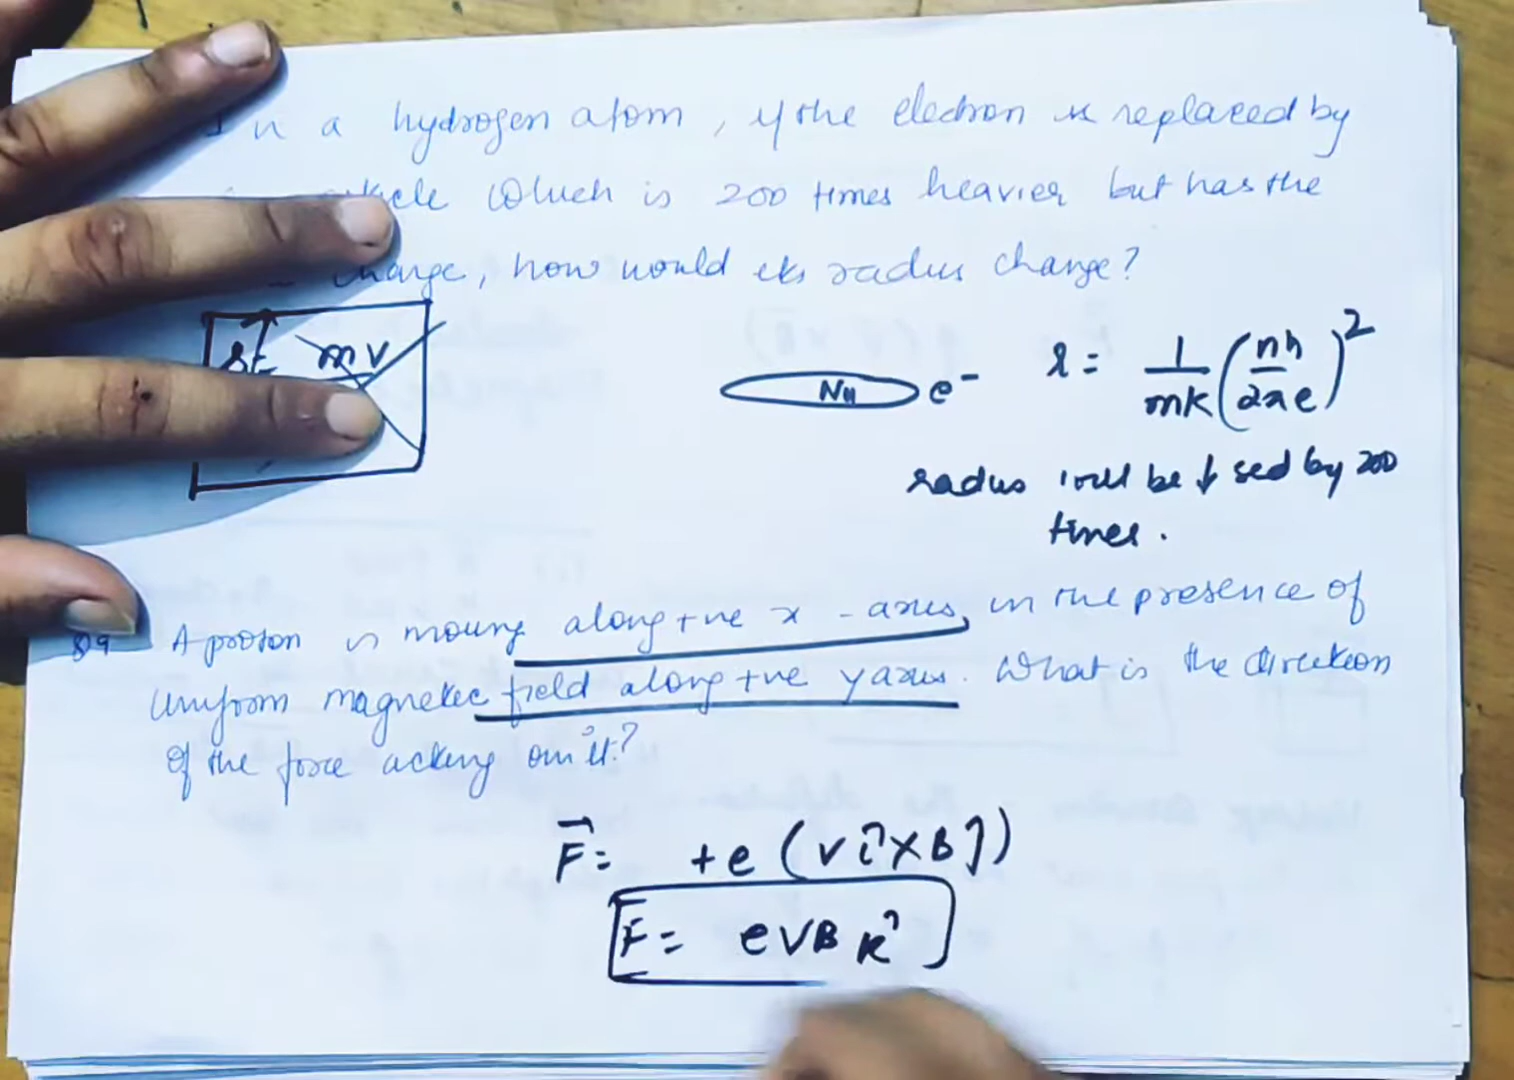 In a hydrogen atom, if the electron is replaced by
which is 200 times heavier but has the
charge, how would its radius change?
mv
Nu e⁻ r = 1/mk (nh/2πe)²
radius will be ↓ sed by 200
times.
Q9 A proton is moving along +ve x-axis, in the presence of
uniform magnetic field along +ve y axis. What is the direction
of the force acting on it?
F⃗ = +e (v î × B ĵ)
F⃗ = evB k̂